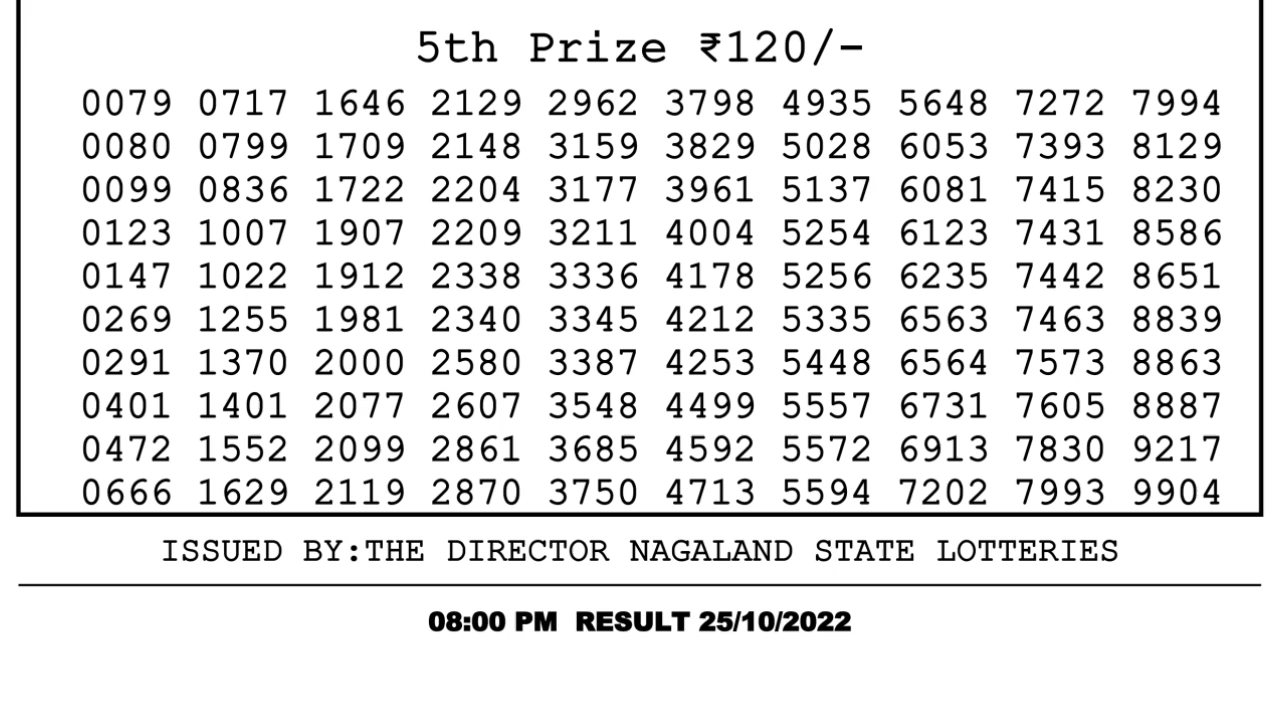 5th Prize ₹120/-
0079 0717 1646 2129 2962 3798 4935 5648 7272 7994
0080 0799 1709 2148 3159 3829 5028 6053 7393 8129
0099 0836 1722 2204 3177 3961 5137 6081 7415 8230
0123 1007 1907 2209 3211 4004 5254 6123 7431 8586
0147 1022 1912 2338 3336 4178 5256 6235 7442 8651
0269 1255 1981 2340 3345 4212 5335 6563 7463 8839
0291 1370 2000 2580 3387 4253 5448 6564 7573 8863
0401 1401 2077 2607 3548 4499 5557 6731 7605 8887
0472 1552 2099 2861 3685 4592 5572 6913 7830 9217
0666 1629 2119 2870 3750 4713 5594 7202 7993 9904
ISSUED BY:THE DIRECTOR NAGALAND STATE LOTTERIES
08:00 PM RESULT 25/10/2022